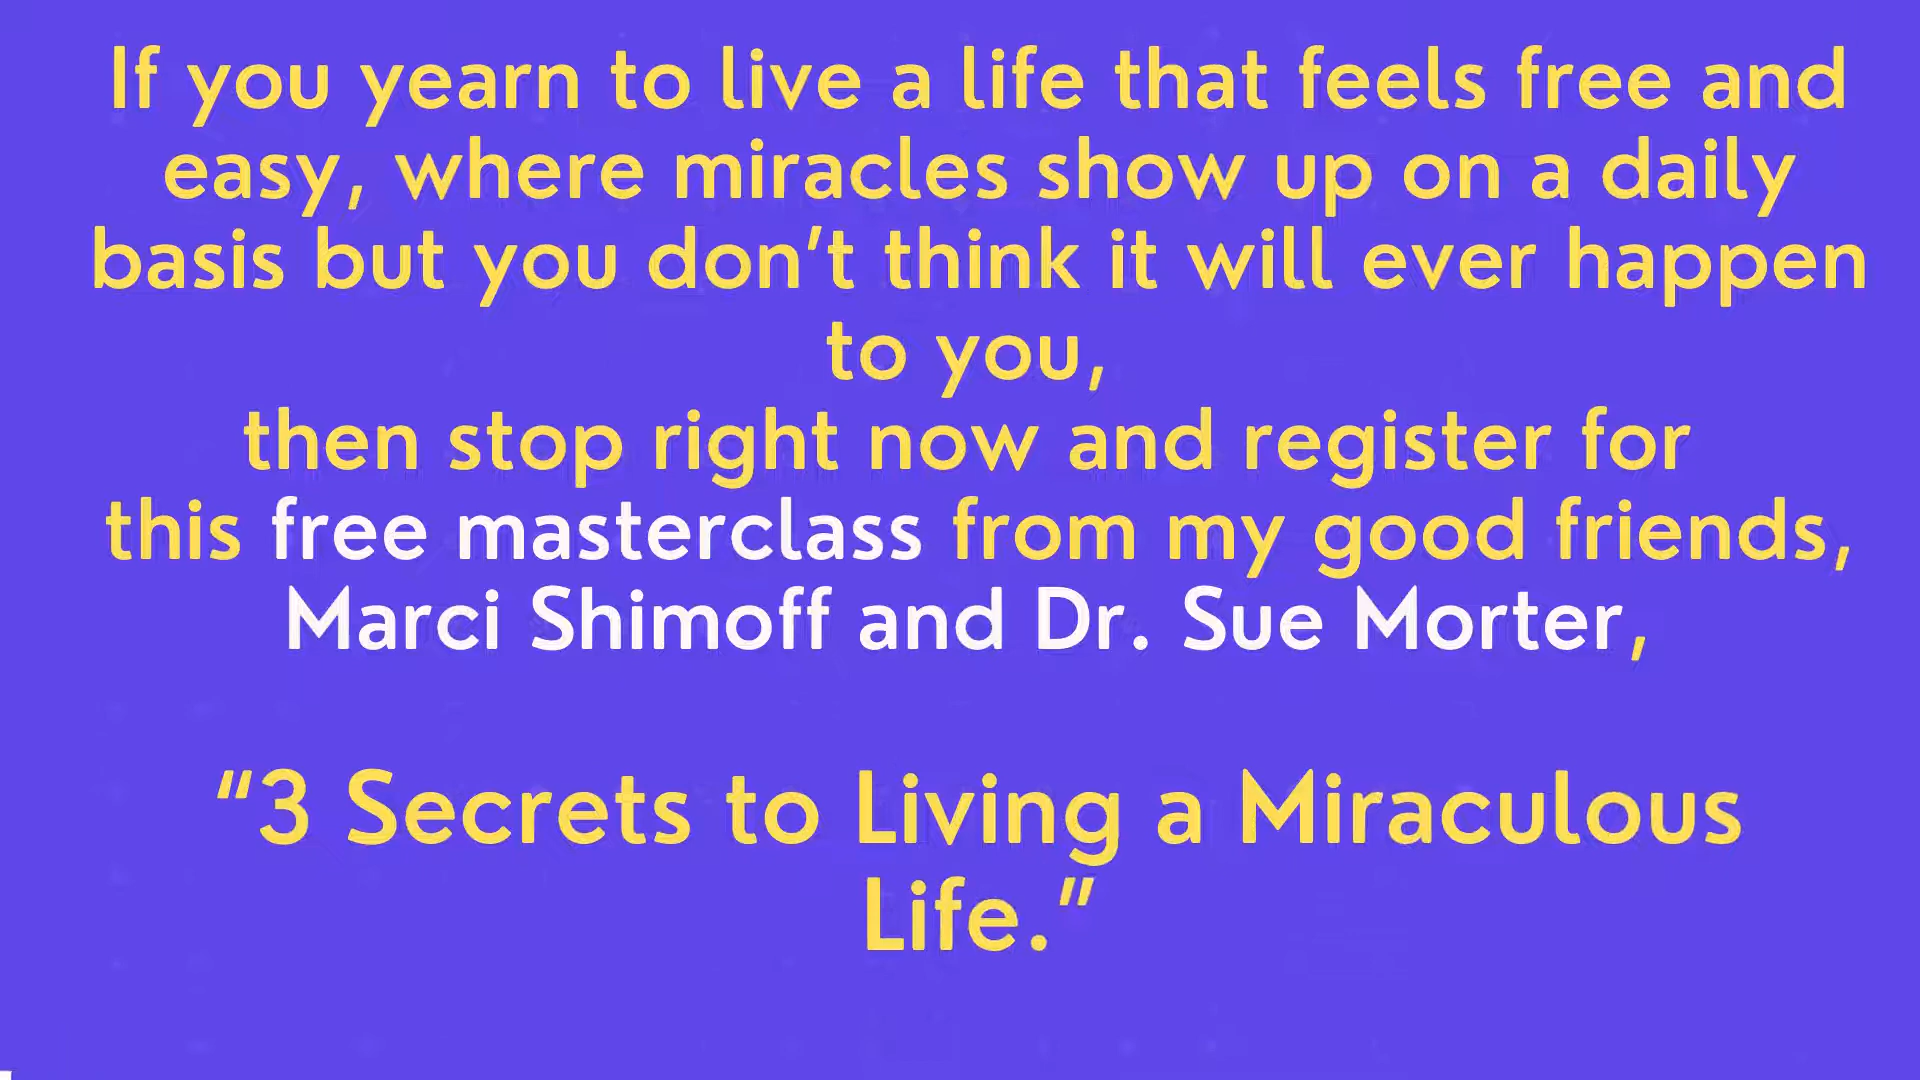 If you yearn to live a life that feels free and
easy, where miracles show up on a daily
basis but you don’t think it will ever happen
to you,
then stop right now and register for
this free masterclass from my good friends,
Marci Shimoff and Dr. Sue Morter,
“3 Secrets to Living a Miraculous
Life.”